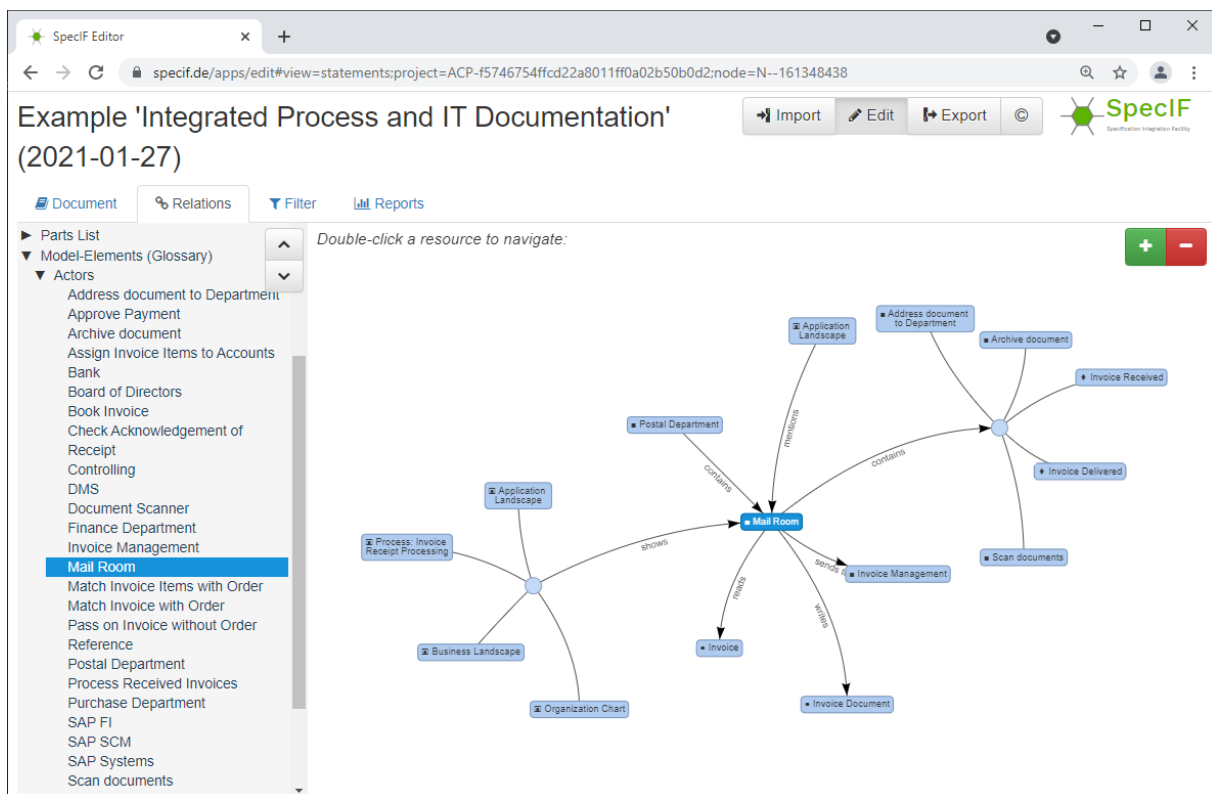 SpecIF Editor
specif.de/apps/edit#view=statements;project=ACP-f5746754ffcd22a8011ff0a02b50b0d2;node=N--161348438
Example 'Integrated Process and IT Documentation'
(2021-01-27)
Import
Edit
Export
©
SpecIF
Specification Integration Facility
Document
Relations
Filter
Reports
Parts List
Model-Elements (Glossary)
Actors
Address document to Department
Approve Payment
Archive document
Assign Invoice Items to Accounts
Bank
Board of Directors
Book Invoice
Check Acknowledgement of
Receipt
Controlling
DMS
Document Scanner
Finance Department
Invoice Management
Mail Room
Match Invoice Items with Order
Match Invoice with Order
Pass on Invoice without Order
Reference
Postal Department
Process Received Invoices
Purchase Department
SAP FI
SAP SCM
SAP Systems
Scan documents
Double-click a resource to navigate:
Application
Landscape
Address document
to Department
Archive document
Invoice Received
mentions
Postal Department
contains
contains
Invoice Delivered
Application
Landscape
Mail Room
Process: Invoice
Receipt Processing
shows
Scan documents
sends
Invoice Management
reads
writes
Business Landscape
Invoice
Organization Chart
Invoice Document